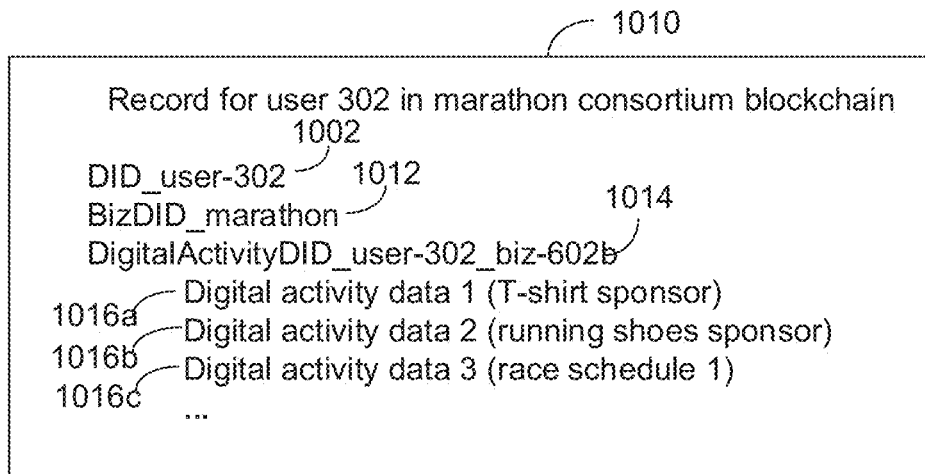 1010
Record for user 302 in marathon consortium blockchain
1002
DID_user-302
1012
BizDID_marathon
1014
DigitalActivityDID_user-302_biz-602b
Digital activity data 1 (T-shirt sponsor)
1016a
Digital activity data 2 (running shoes sponsor)
1016b
Digital activity data 3 (race schedule 1)
1016c
...